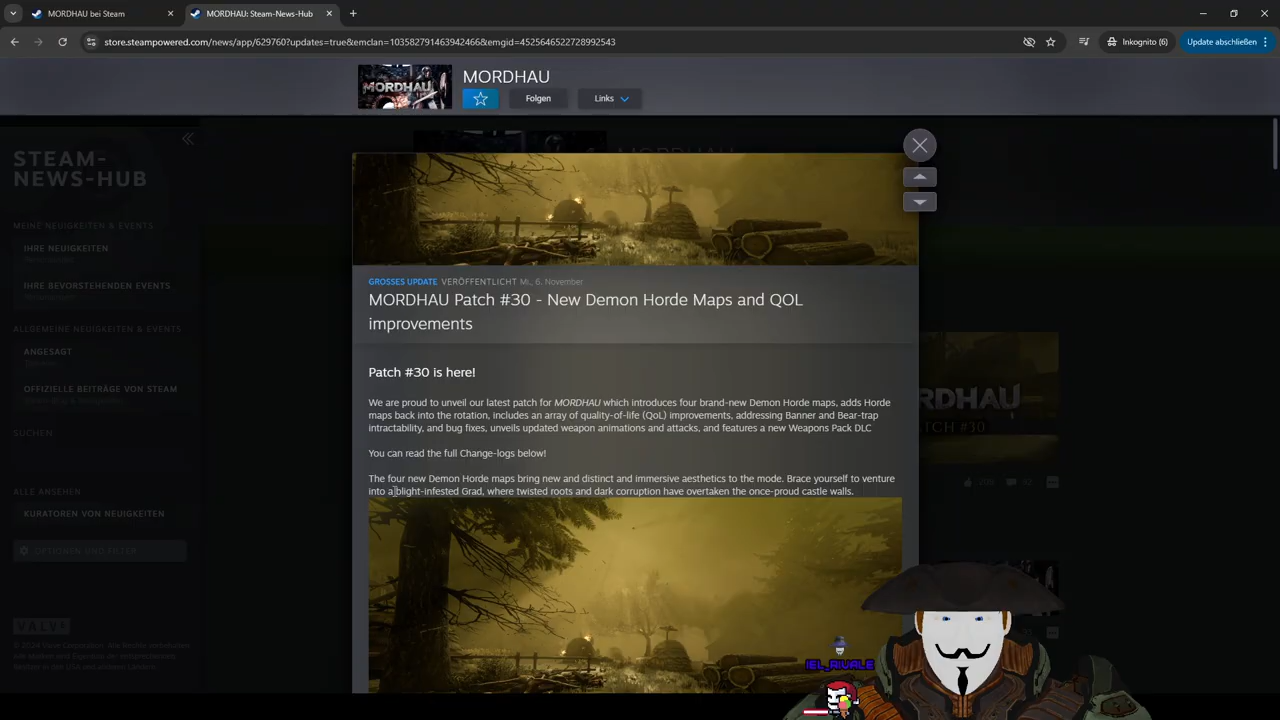 MORDHAU bei Steam
MORDHAU: Steam-News-Hub
store.steampowered.com/news/app/629760?updates=true&emclan=103582791463942466&emgid=4525646522728992543
Inkognito (6)
Update abschließen
MORDHAU
MORDHAU
Folgen
Links
STEAM-
NEWS-HUB
MEINE NEUIGKEITEN & EVENTS
IHRE NEUIGKEITEN
IHRE BEVORSTEHENDEN EVENTS
ALLGEMEINE NEUIGKEITEN & EVENTS
ANGESAGT
OFFIZIELLE BEITRÄGE VON STEAM
SUCHEN
ALLE ANSEHEN
KURATOREN VON NEUIGKEITEN
OPTIONEN UND FILTER
VALVE
GROSSES UPDATE VERÖFFENTLICHT Mi., 6. November
MORDHAU Patch #30 - New Demon Horde Maps and QOL
improvements
Patch #30 is here!
We are proud to unveil our latest patch for MORDHAU which introduces four brand-new Demon Horde maps, adds Horde
maps back into the rotation, includes an array of quality-of-life (QoL) improvements, addressing Banner and Bear-trap
intractability, and bug fixes, unveils updated weapon animations and attacks, and features a new Weapons Pack DLC
You can read the full Change-logs below!
The four new Demon Horde maps bring new and distinct and immersive aesthetics to the mode. Brace yourself to venture
into a blight-infested Grad, where twisted roots and dark corruption have overtaken the once-proud castle walls.
RDHAU
PATCH #30
IEL_RIVALE